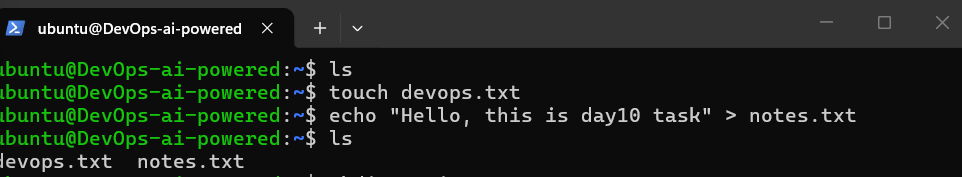 ubuntu@DevOps-ai-powered
ubuntu@DevOps-ai-powered:~$ ls
ubuntu@DevOps-ai-powered:~$ touch devops.txt
ubuntu@DevOps-ai-powered:~$ echo "Hello, this is day10 task" > notes.txt
ubuntu@DevOps-ai-powered:~$ ls
devops.txt  notes.txt